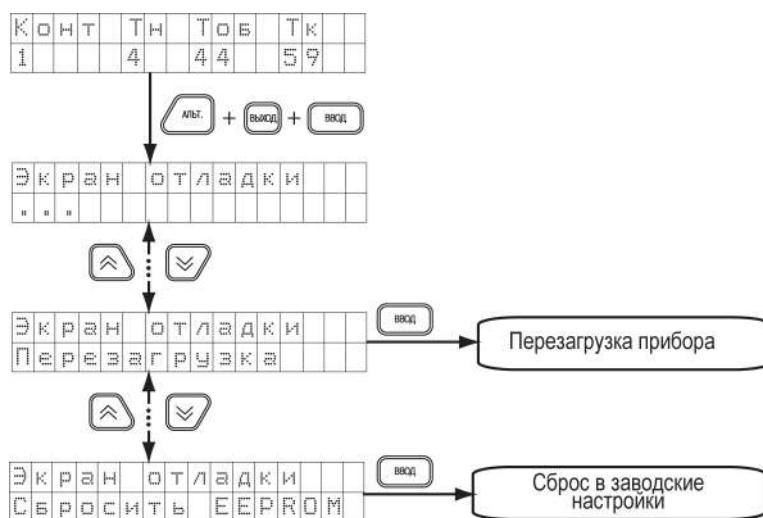 Конт Тн Тоб Тк
1 4 44 59
АЛЬТ. + ВЫХОД + ВВОД
Экран отладки
...
Экран отладки
Перезагрузка
ВВОД
Перезагрузка прибора
Экран отладки
Сбросить EEPROM
ВВОД
Сброс в заводские
настройки